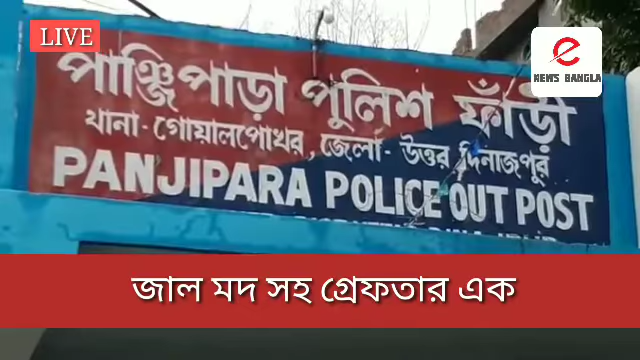 LIVE
e
NEWS BANGLA
পাঞ্জিপাড়া পুলিশ ফাঁড়ী
থানা - গোয়ালপোখর, জেলা - উত্তর দিনাজপুর
PANJIPARA POLICE OUT POST
জাল মদ সহ গ্রেফতার এক